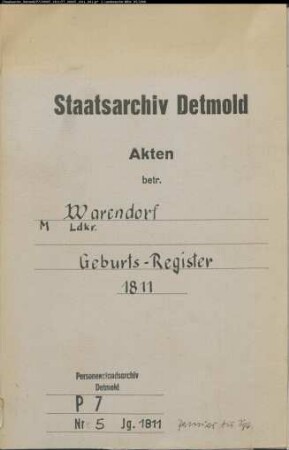 Staatsarchiv Detmold
Akten
betr.
Warendorf
M Ldkr.
Geburts-Register
1811
Personenstandsarchiv
Detmold
P 7
Nr 5 Jg. 1811